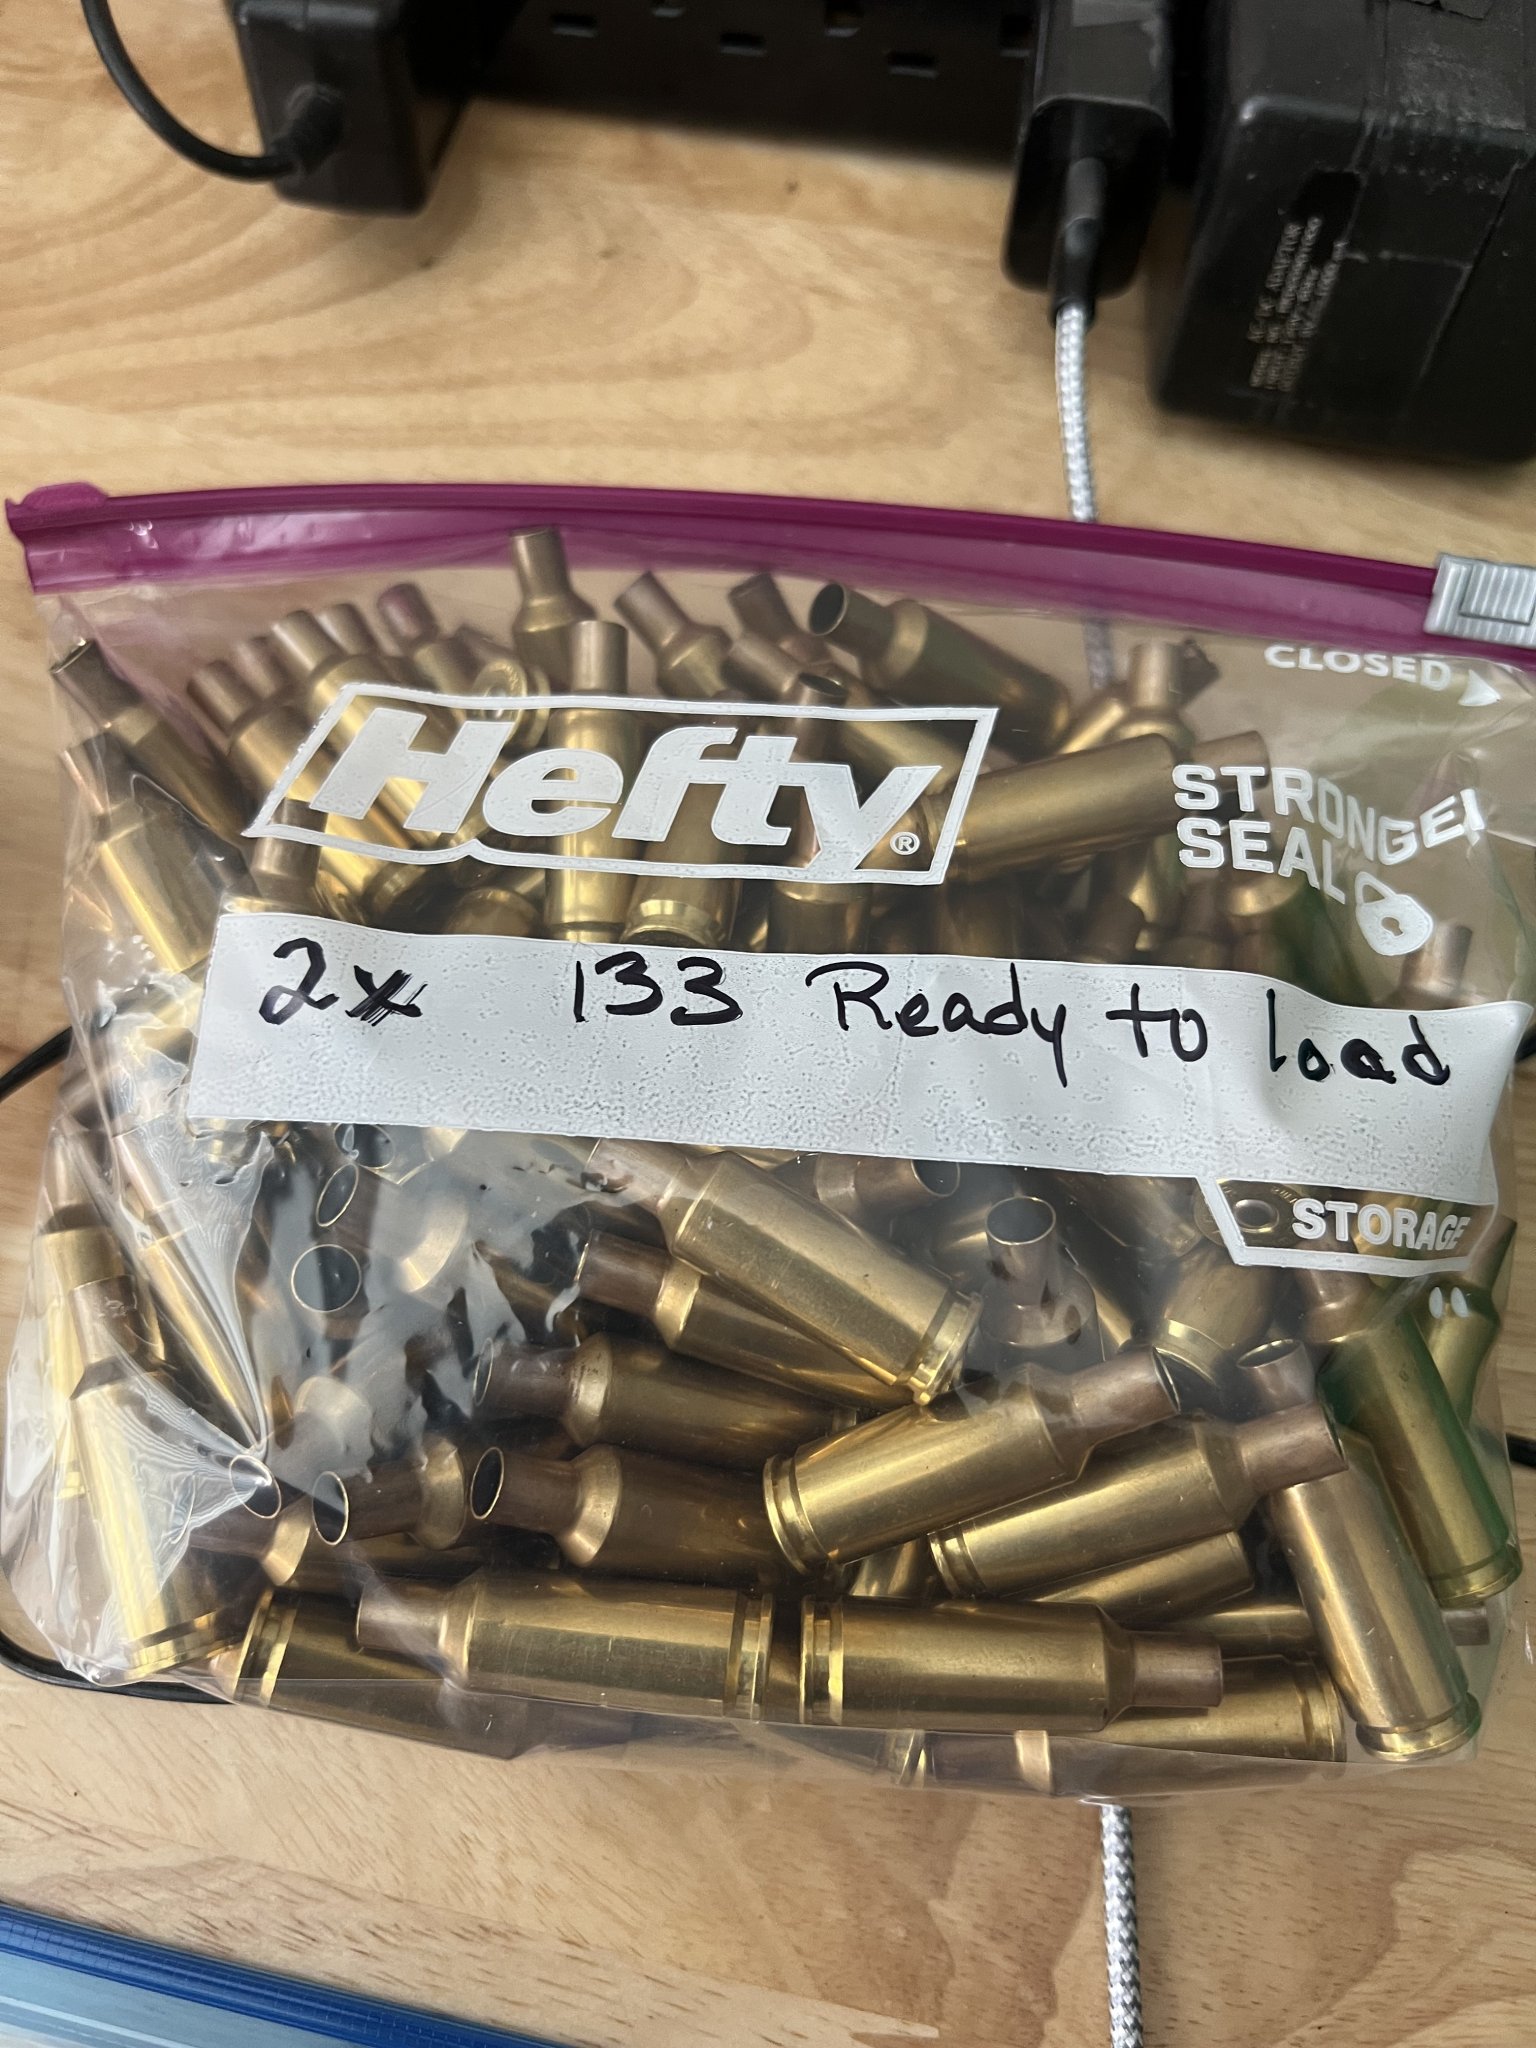 CLOSED
Hefty®
STRONGER
SEAL
2x 133 Ready to load
STORAGE